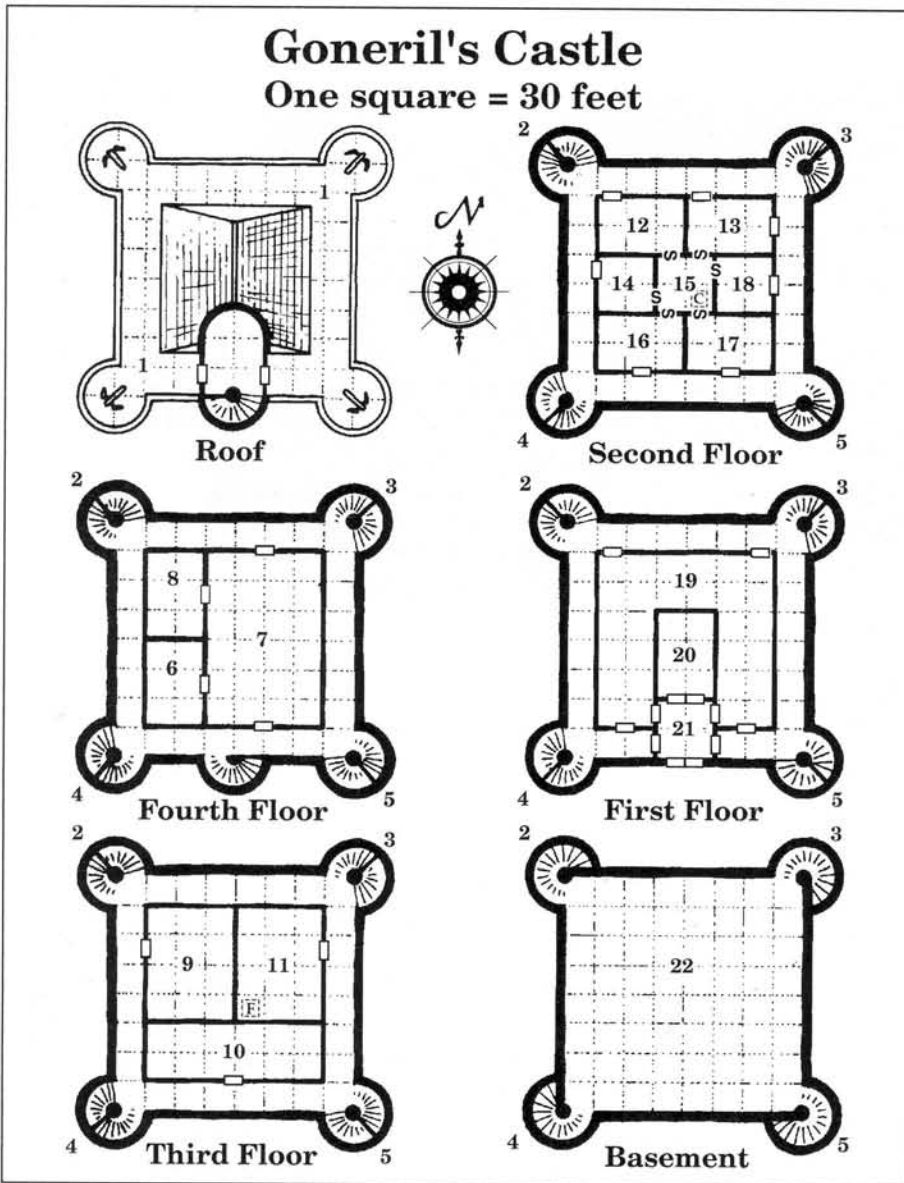 Goneril's Castle
One square = 30 feet
1
1
Roof
N
2
3
12
13
S
S
S
14
15
18
S
C
S
S
16
17
4
5
Second Floor
2
3
8
7
6
4
5
Fourth Floor
2
3
19
20
21
4
5
First Floor
2
3
9
11
F
10
4
5
Third Floor
2
3
22
4
5
Basement